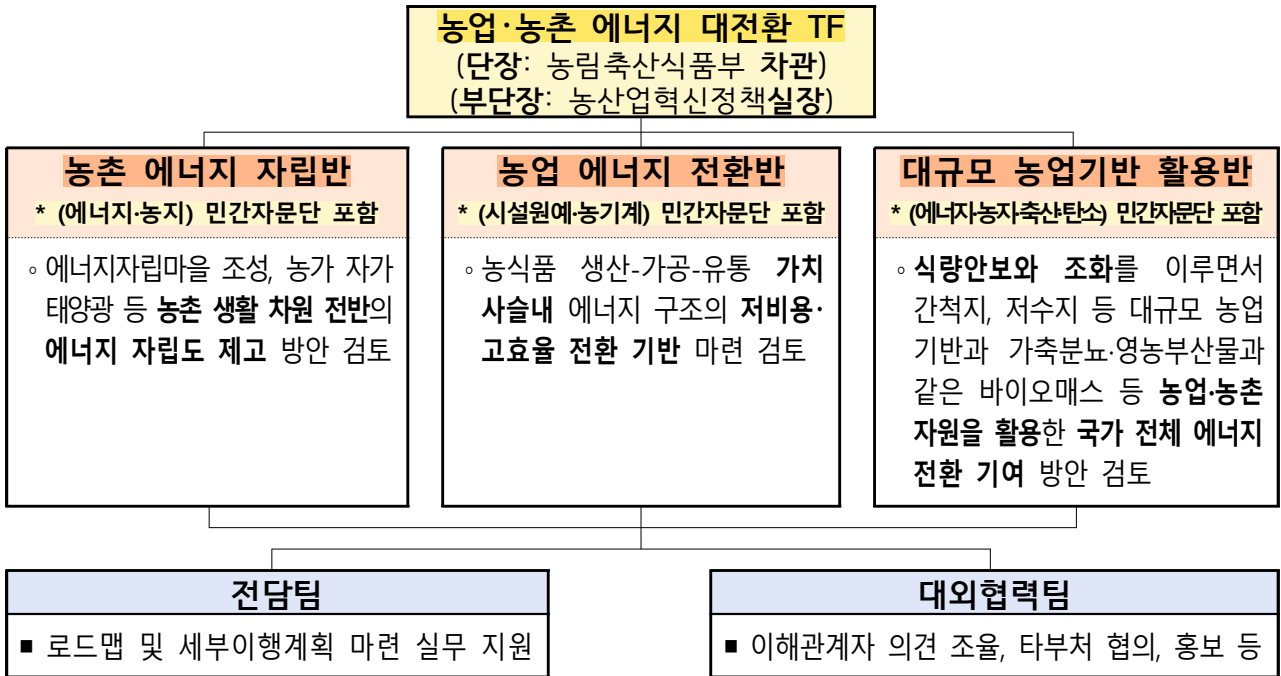 농업·농촌 에너지 대전환 TF
(단장: 농림축산식품부 차관)
(부단장: 농산업혁신정책실장)
농촌 에너지 자립반
* (에너지·농지) 민간자문단 포함
◦에너지자립마을 조성, 농가 자가
태양광 등 농촌 생활 차원 전반의
에너지 자립도 제고 방안 검토
농업 에너지 전환반
* (시설원예·농기계) 민간자문단 포함
◦농식품 생산-가공-유통 가치
사슬내 에너지 구조의 저비용·
고효율 전환 기반 마련 검토
대규모 농업기반 활용반
* (에너지·농지·축산·탄소) 민간자문단 포함
◦식량안보와 조화를 이루면서
간척지, 저수지 등 대규모 농업
기반과 가축분뇨·영농부산물과
같은 바이오매스 등 농업·농촌
자원을 활용한 국가 전체 에너지
전환 기여 방안 검토
전담팀
■ 로드맵 및 세부이행계획 마련 실무 지원
대외협력팀
■ 이해관계자 의견 조율, 타부처 협의, 홍보 등